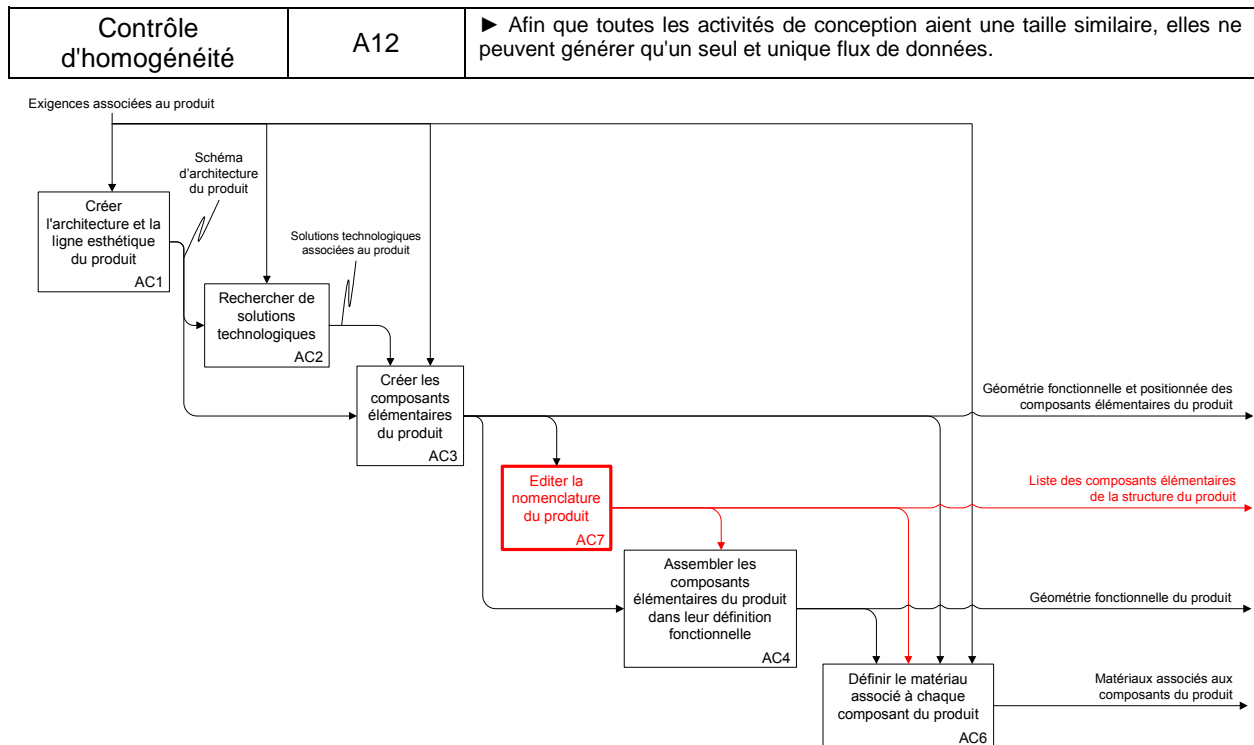 Contrôle
d'homogénéité
A12
► Afin que toutes les activités de conception aient une taille similaire, elles ne
peuvent générer qu'un seul et unique flux de données.
Exigences associées au produit
Schéma
d'architecture
du produit
Créer
l'architecture et la
ligne esthétique
du produit
AC1
Solutions technologiques
associées au produit
Rechercher de
solutions
technologiques
AC2
Créer les
composants
élémentaires
du produit
AC3
Géométrie fonctionnelle et positionnée des
composants élémentaires du produit
Editer la
nomenclature
du produit
AC7
Liste des composants élémentaires
de la structure du produit
Assembler les
composants
élémentaires du produit
dans leur définition
fonctionnelle
AC4
Géométrie fonctionnelle du produit
Définir le matériau
associé à chaque
composant du produit
AC6
Matériaux associés aux
composants du produit